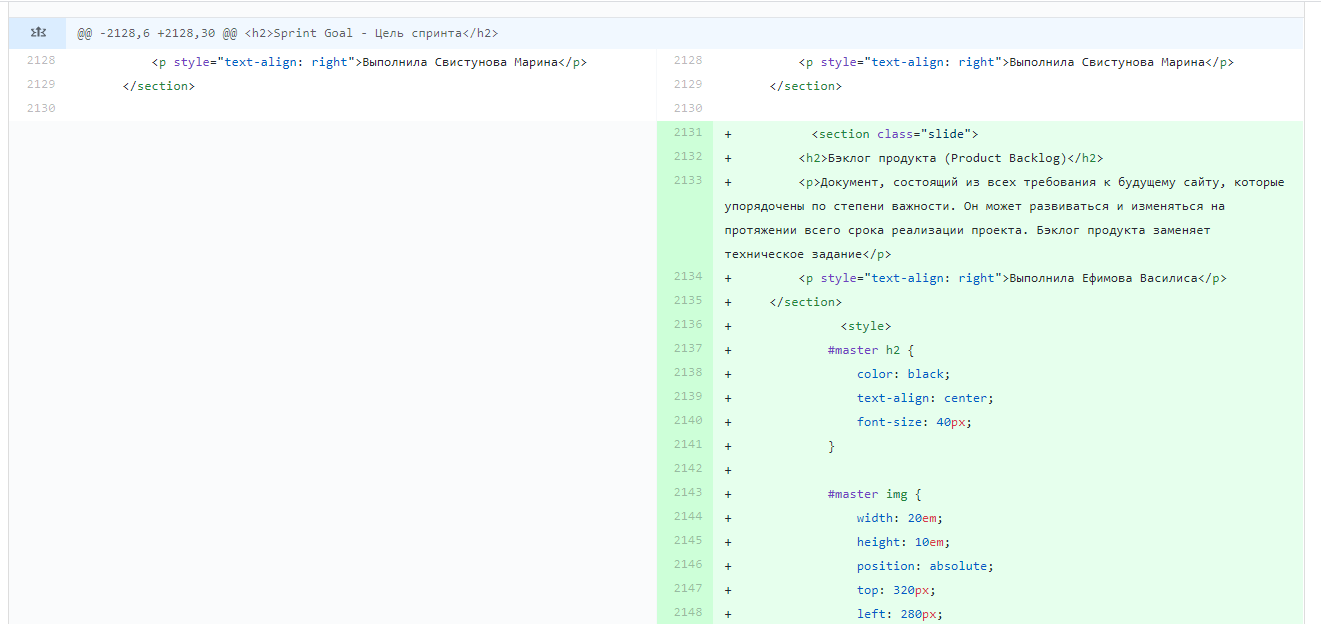 @@ -2128,6 +2128,30 @@ <h2>Sprint Goal - Цель спринта</h2>
2128 <p style="text-align: right">Выполнила Свистунова Марина</p> 2128 <p style="text-align: right">Выполнила Свистунова Марина</p>
2129 </section> 2129 </section>
2130 2130
2131 + <section class="slide">
2132 + <h2>Бэклог продукта (Product Backlog)</h2>
2133 + <p>Документ, состоящий из всех требования к будущему сайту, которые
упорядочены по степени важности. Он может развиваться и изменяться на
протяжении всего срока реализации проекта. Бэклог продукта заменяет
техническое задание</p>
2134 + <p style="text-align: right">Выполнила Ефимова Василиса</p>
2135 + </section>
2136 + <style>
2137 + #master h2 {
2138 + color: black;
2139 + text-align: center;
2140 + font-size: 40px;
2141 + }
2142 +
2143 + #master img {
2144 + width: 20em;
2145 + height: 10em;
2146 + position: absolute;
2147 + top: 320px;
2148 + left: 280px;